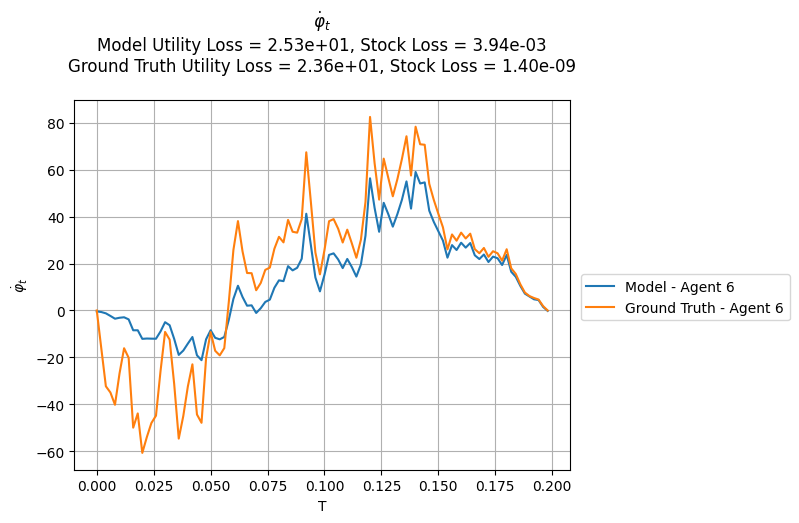 φ̇ₜ
Model Utility Loss = 2.53e+01, Stock Loss = 3.94e-03
Ground Truth Utility Loss = 2.36e+01, Stock Loss = 1.40e-09
φ̇ₜ
80
60
40
20
0
−20
−40
−60
0.000 0.025 0.050 0.075 0.100 0.125 0.150 0.175 0.200
T
Model - Agent 6
Ground Truth - Agent 6